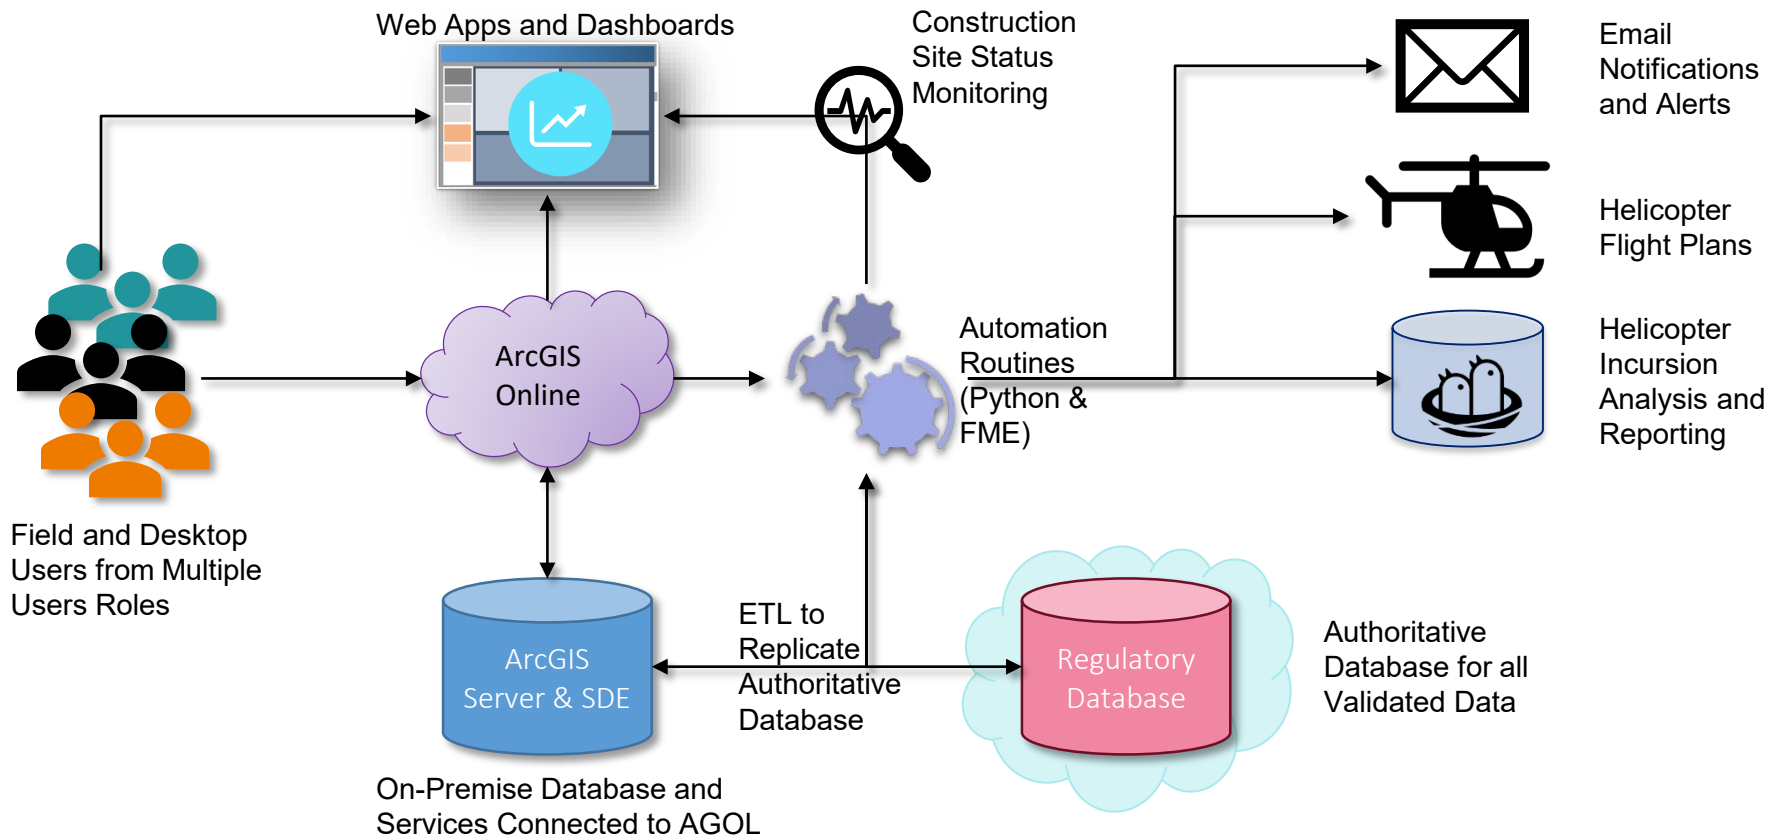 Web Apps and Dashboards
Construction
Site Status
Monitoring
Email
Notifications
and Alerts
Helicopter
Flight Plans
ArcGIS
Online
Automation
Routines
(Python &
FME)
Helicopter
Incursion
Analysis and
Reporting
Field and Desktop
Users from Multiple
Users Roles
ArcGIS
Server & SDE
ETL to
Replicate
Authoritative
Database
Regulatory
Database
Authoritative
Database for all
Validated Data
On-Premise Database and
Services Connected to AGOL